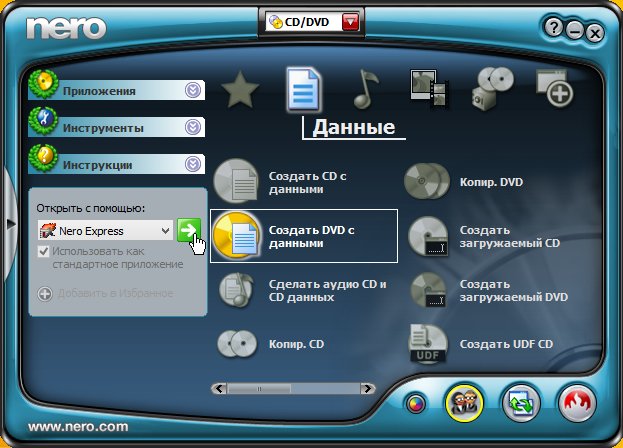 nero
CD/DVD
?
Приложения
Инструменты
Инструкции
Открыть с помощью:
Nero Express
Использовать как
стандартное приложение
Добавить в Избранное
Данные
Создать CD с
данными
Копир. DVD
Создать DVD с
данными
Создать
загружаемый CD
Сделать аудио CD и
CD данных
Создать
загружаемый DVD
Копир. CD
UDF
Создать UDF CD
www.nero.com